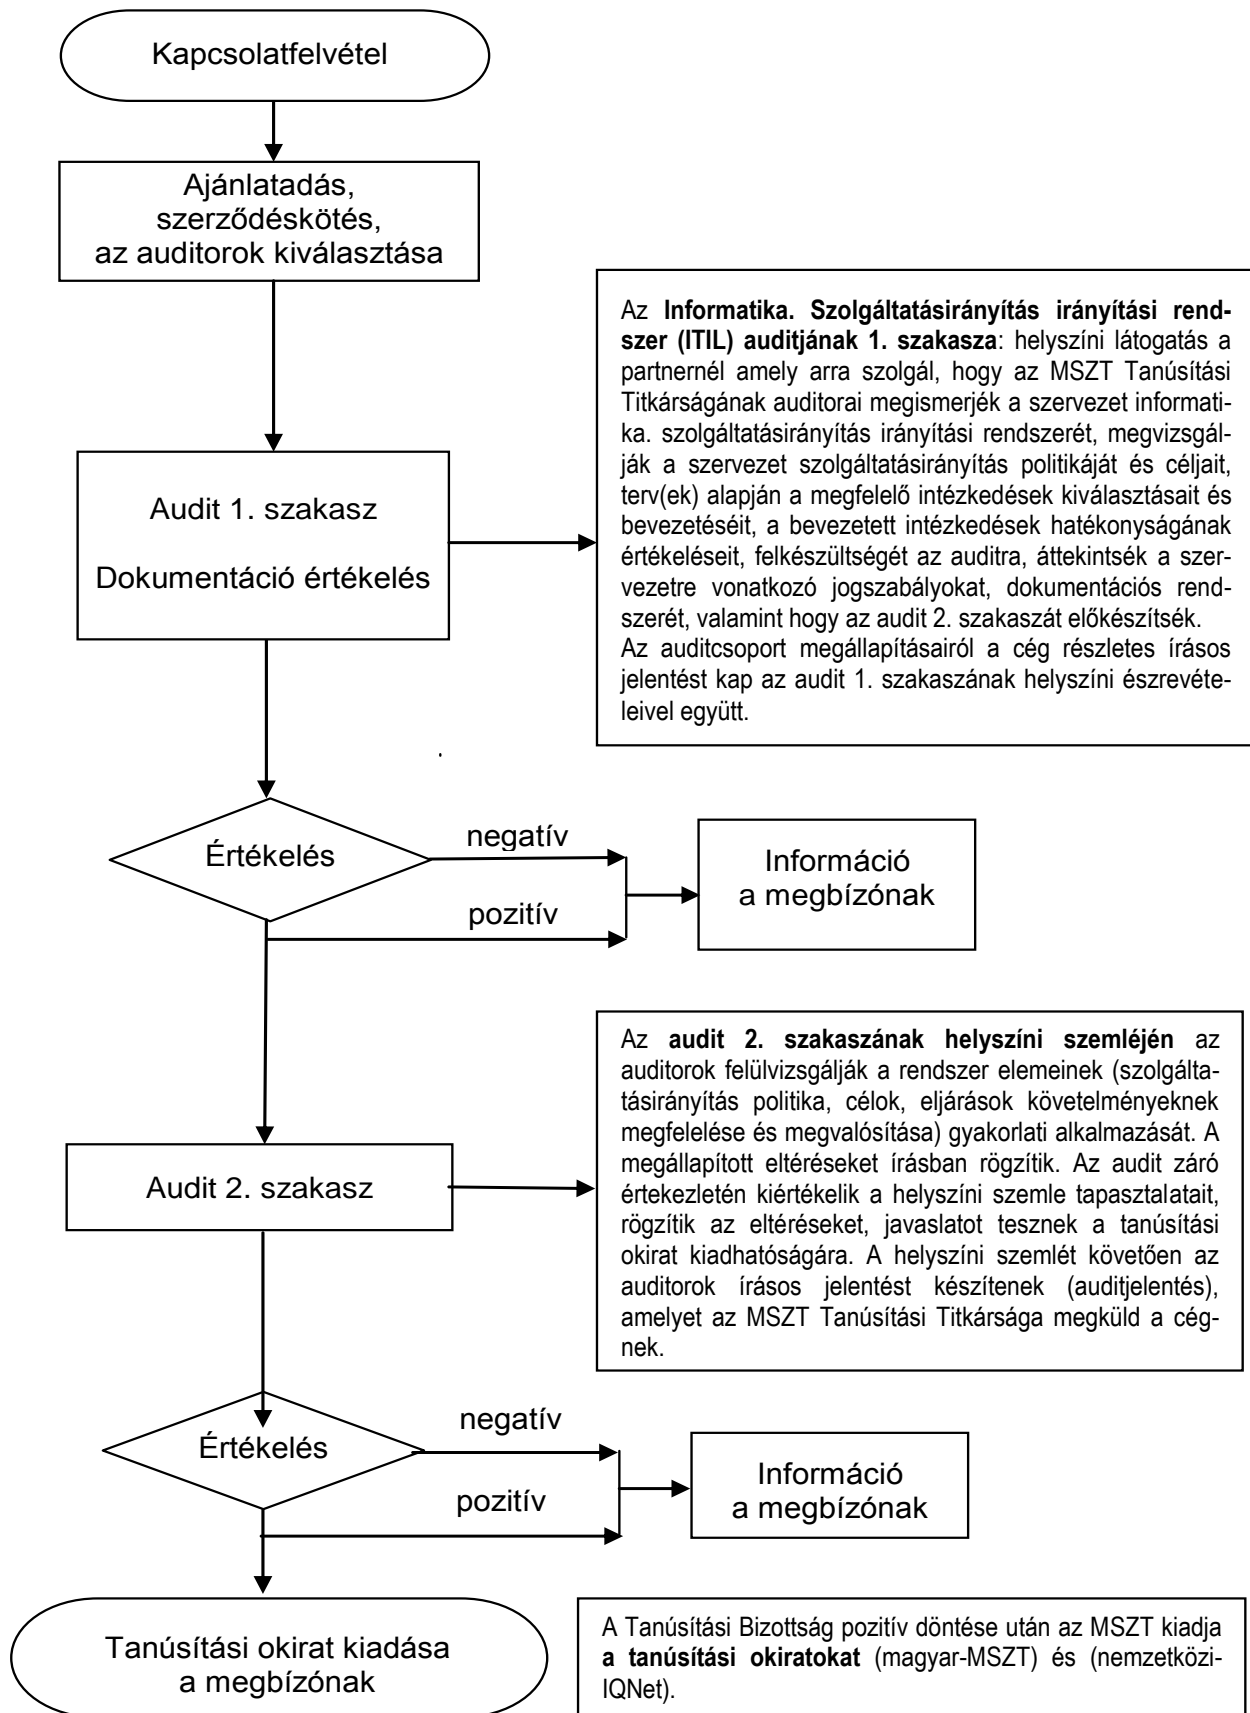 Kapcsolatfelvétel
Ajánlatadás,
szerződéskötés,
az auditorok kiválasztása
Az Informatika. Szolgáltatásirányítás irányítási rend-
szer (ITIL) auditjának 1. szakasza: helyszíni látogatás a
partnernél amely arra szolgál, hogy az MSZT Tanúsítási
Titkárságának auditorai megismerjék a szervezet informati-
ka. szolgáltatásirányítás irányítási rendszerét, megvizsgál-
ják a szervezet szolgáltatásirányítás politikáját és céljait,
terv(ek) alapján a megfelelő intézkedések kiválasztásait és
bevezetéseit, a bevezetett intézkedések hatékonyságának
értékeléseit, felkészültségét az auditra, áttekintsék a szer-
vezetre vonatkozó jogszabályokat, dokumentációs rend-
szerét, valamint hogy az audit 2. szakaszát előkészítsék.
Az auditcsoport megállapításairól a cég részletes írásos
jelentést kap az audit 1. szakaszának helyszíni észrevéte-
leivel együtt.
Audit 1. szakasz
Dokumentáció értékelés
Értékelés
negatív
pozitív
Információ
a megbízónak
Az audit 2. szakaszának helyszíni szemléjén az
auditorok felülvizsgálják a rendszer elemeinek (szolgálta-
tásirányítás politika, célok, eljárások követelményeknek
megfelelése és megvalósítása) gyakorlati alkalmazását. A
megállapított eltéréseket írásban rögzítik. Az audit záró
értekezletén kiértékelik a helyszíni szemle tapasztalatait,
rögzítik az eltéréseket, javaslatot tesznek a tanúsítási
okirat kiadhatóságára. A helyszíni szemlét követően az
auditorok írásos jelentést készítenek (auditjelentés),
amelyet az MSZT Tanúsítási Titkársága megküld a cég-
nek.
Audit 2. szakasz
Értékelés
negatív
pozitív
Információ
a megbízónak
Tanúsítási okirat kiadása
a megbízónak
A Tanúsítási Bizottság pozitív döntése után az MSZT kiadja
a tanúsítási okiratokat (magyar-MSZT) és (nemzetközi-
IQNet).